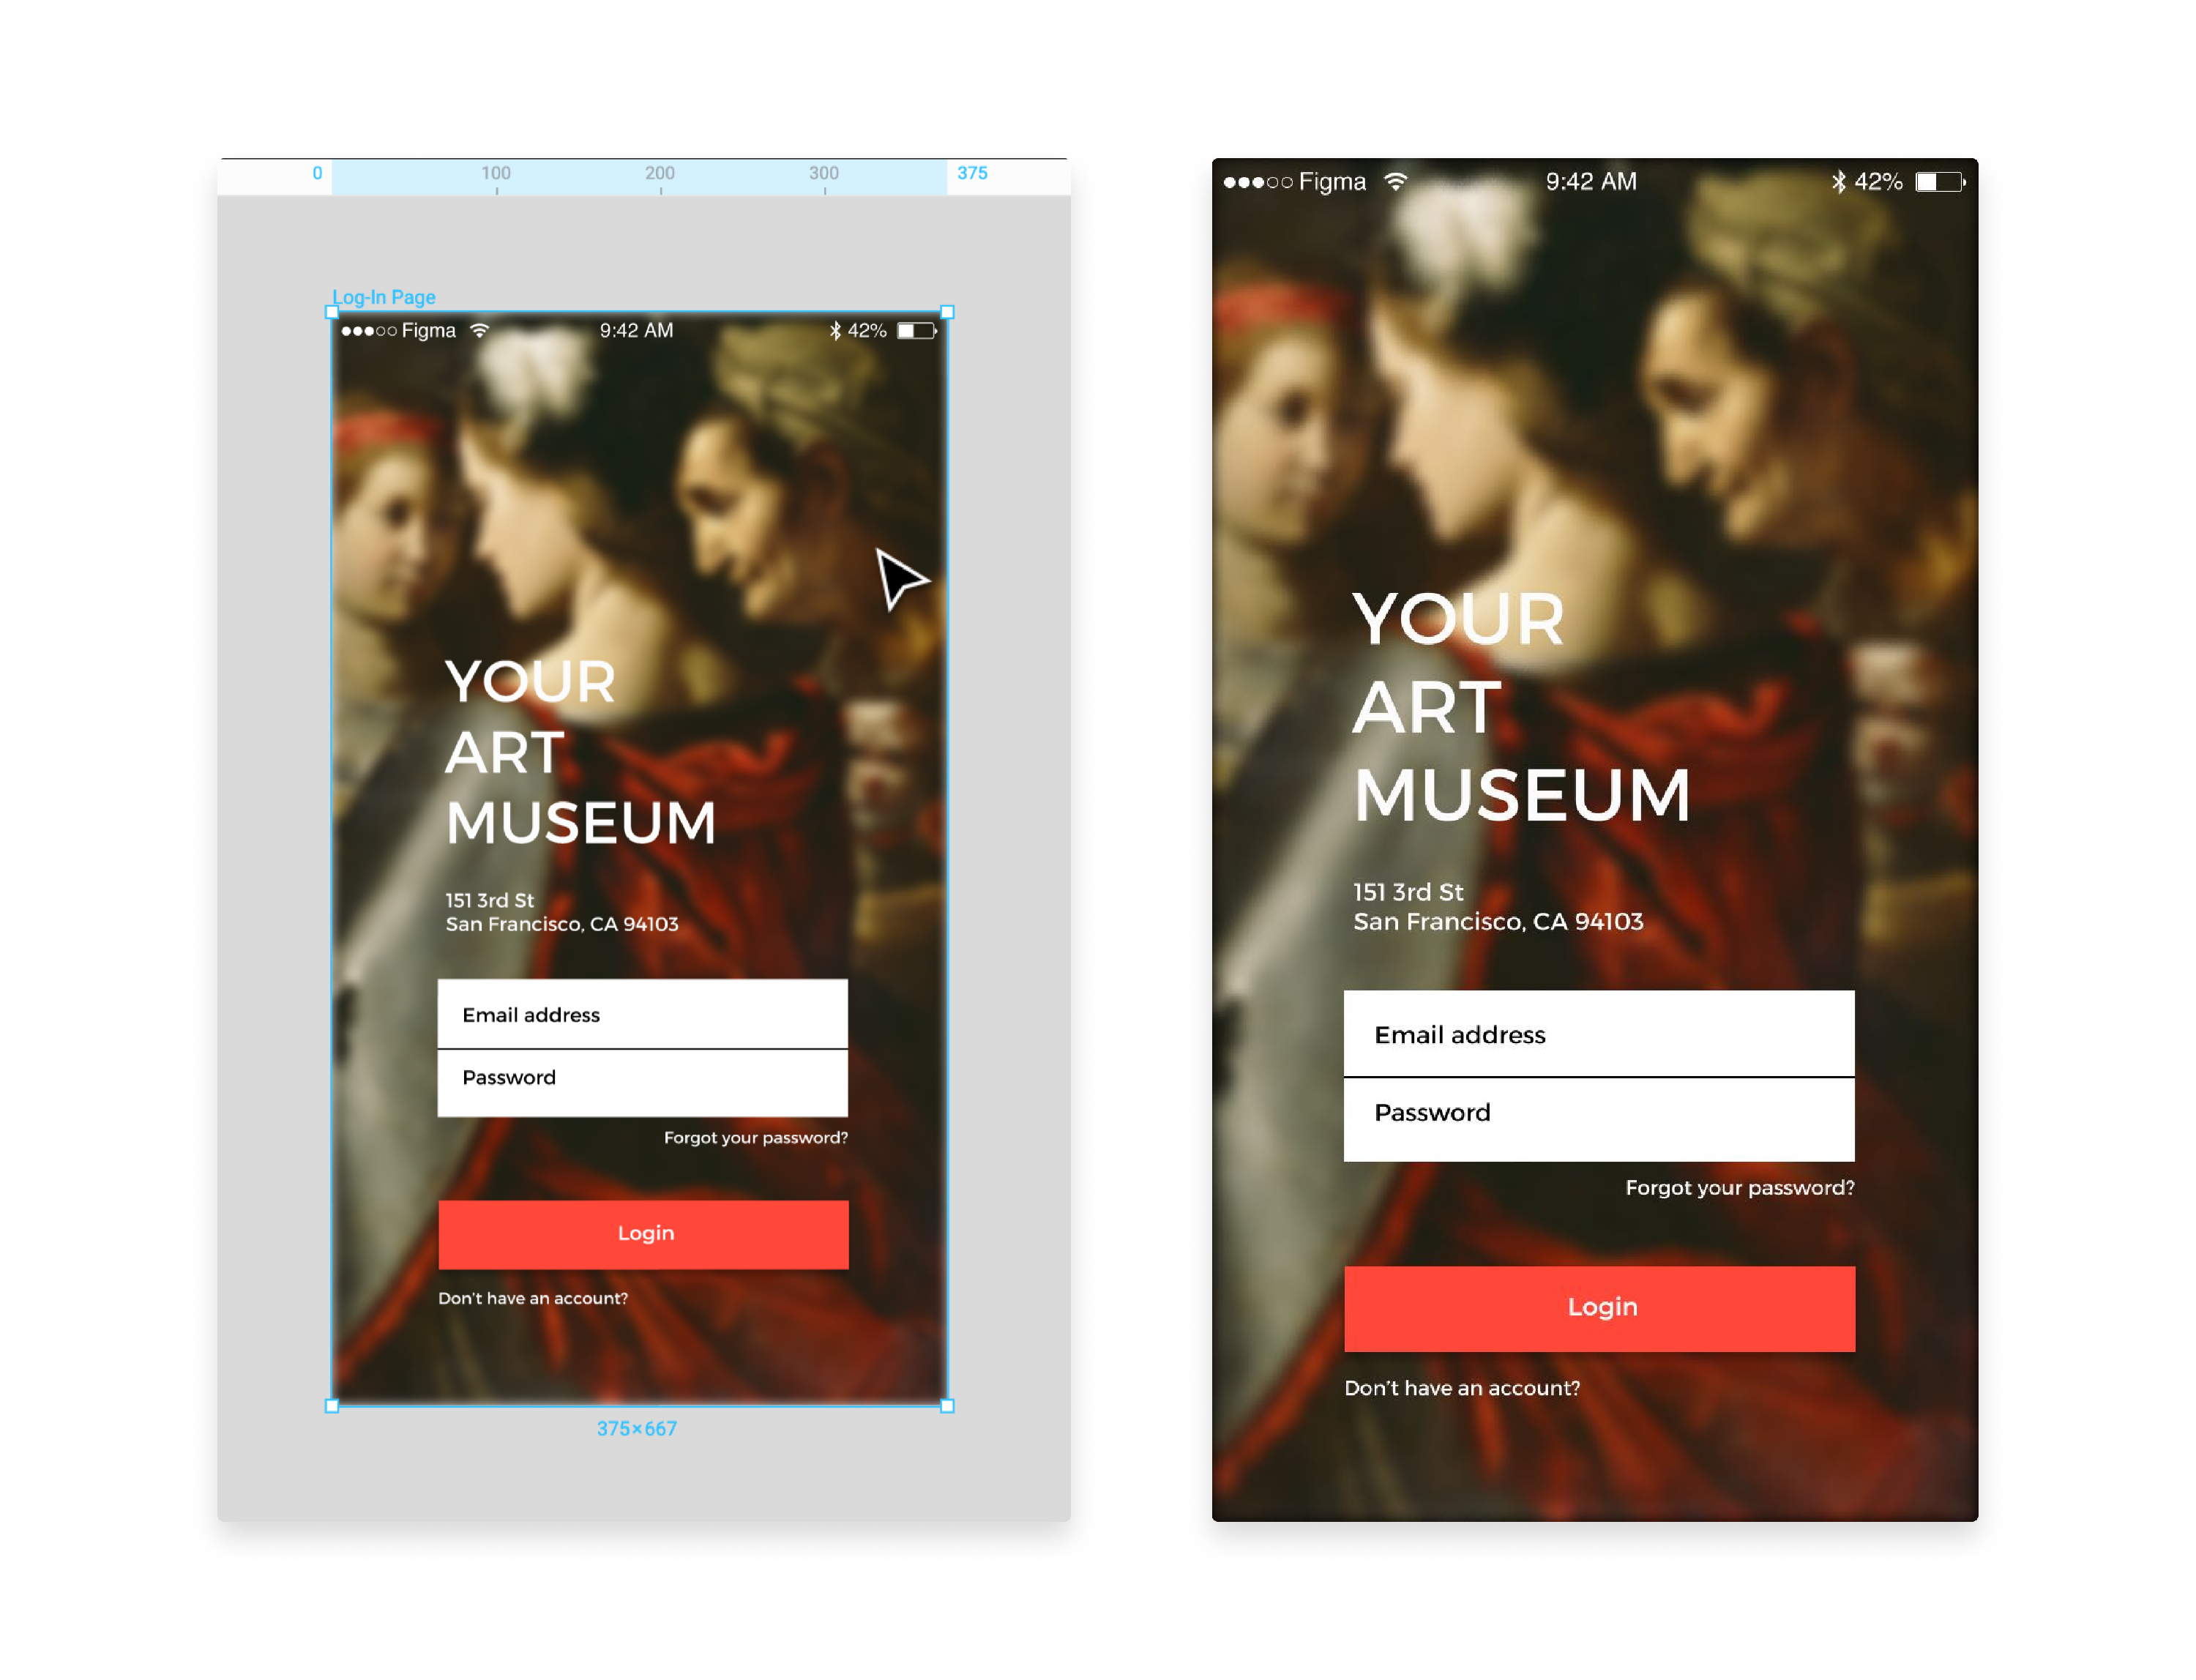 0 100 200 300 375
Log-In Page
Figma 9:42 AM 42%
YOUR
ART
MUSEUM
151 3rd St
San Francisco, CA 94103
Email address
Password
Forgot your password?
Login
Don't have an account?
375×667
Figma 9:42 AM 42%
YOUR
ART
MUSEUM
151 3rd St
San Francisco, CA 94103
Email address
Password
Forgot your password?
Login
Don't have an account?